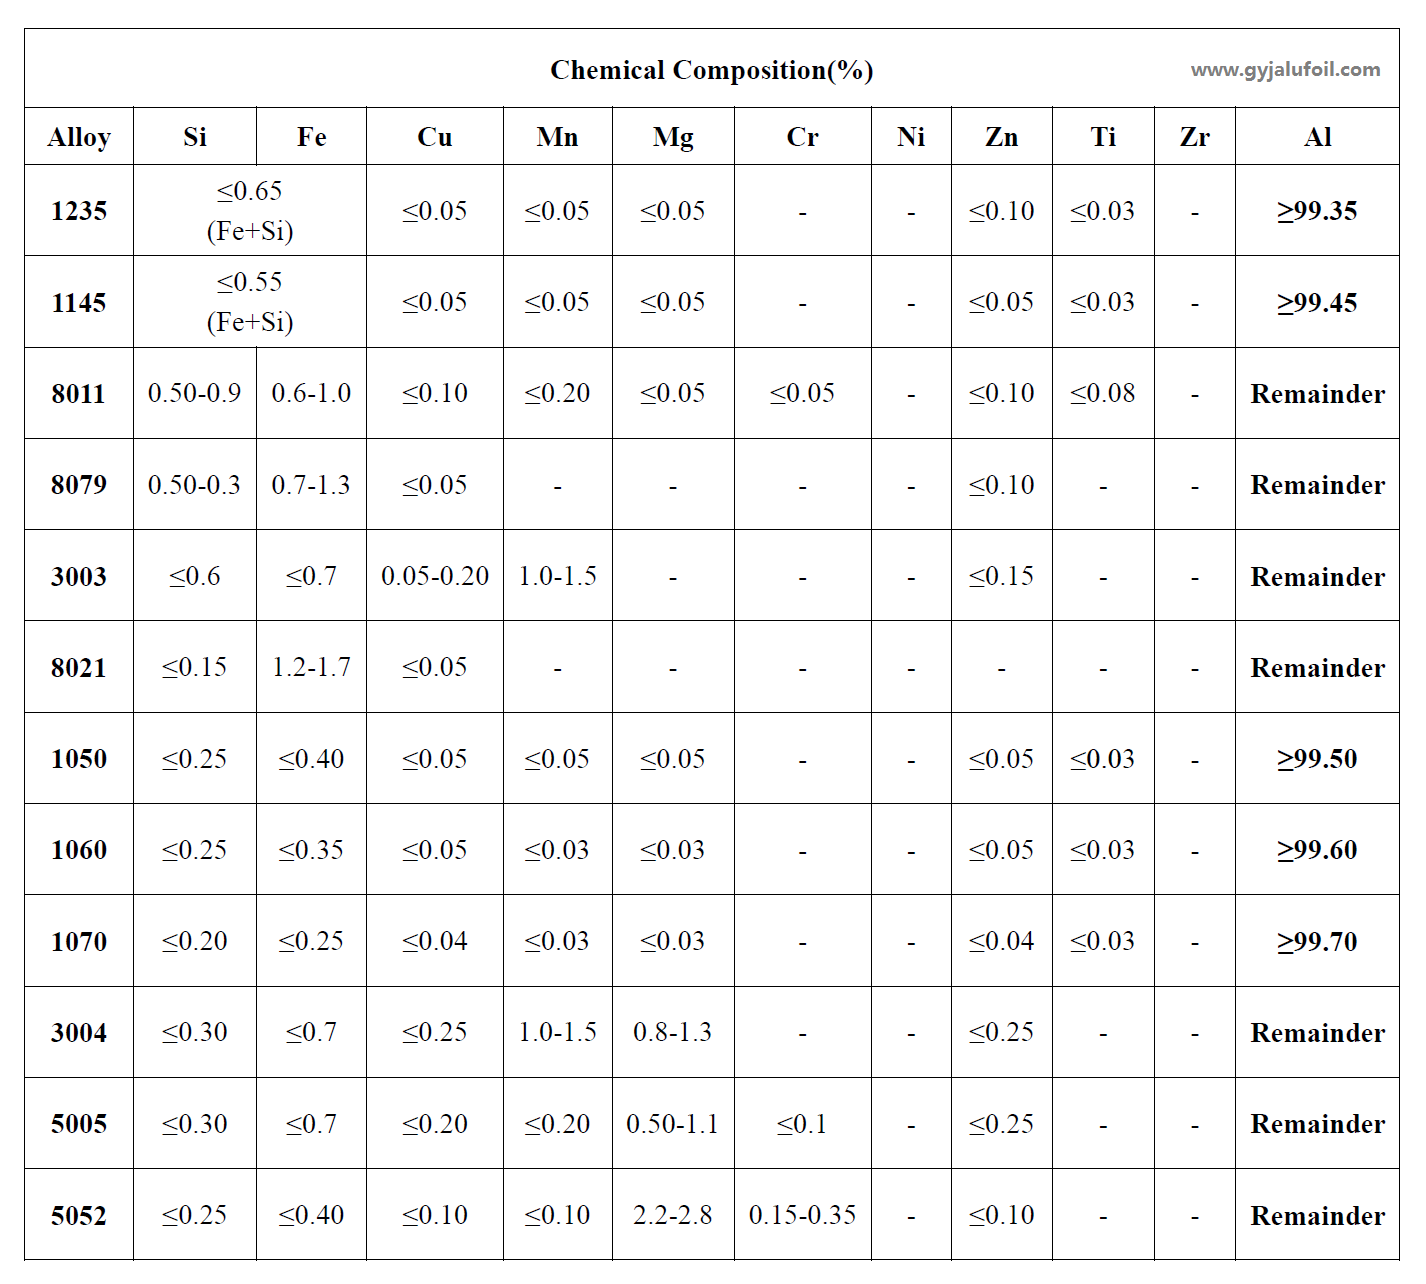 Chemical Composition(%) www.gyjalufoil.com
Alloy Si Fe Cu Mn Mg Cr Ni Zn Ti Zr Al
1235 ≤0.65 (Fe+Si) ≤0.05 ≤0.05 ≤0.05 - - ≤0.10 ≤0.03 - ≥99.35
1145 ≤0.55 (Fe+Si) ≤0.05 ≤0.05 ≤0.05 - - ≤0.05 ≤0.03 - ≥99.45
8011 0.50-0.9 0.6-1.0 ≤0.10 ≤0.20 ≤0.05 ≤0.05 - ≤0.10 ≤0.08 - Remainder
8079 0.50-0.3 0.7-1.3 ≤0.05 - - - - ≤0.10 - - Remainder
3003 ≤0.6 ≤0.7 0.05-0.20 1.0-1.5 - - - ≤0.15 - - Remainder
8021 ≤0.15 1.2-1.7 ≤0.05 - - - - - - - Remainder
1050 ≤0.25 ≤0.40 ≤0.05 ≤0.05 ≤0.05 - - ≤0.05 ≤0.03 - ≥99.50
1060 ≤0.25 ≤0.35 ≤0.05 ≤0.03 ≤0.03 - - ≤0.05 ≤0.03 - ≥99.60
1070 ≤0.20 ≤0.25 ≤0.04 ≤0.03 ≤0.03 - - ≤0.04 ≤0.03 - ≥99.70
3004 ≤0.30 ≤0.7 ≤0.25 1.0-1.5 0.8-1.3 - - ≤0.25 - - Remainder
5005 ≤0.30 ≤0.7 ≤0.20 ≤0.20 0.50-1.1 ≤0.1 - ≤0.25 - - Remainder
5052 ≤0.25 ≤0.40 ≤0.10 ≤0.10 2.2-2.8 0.15-0.35 - ≤0.10 - - Remainder